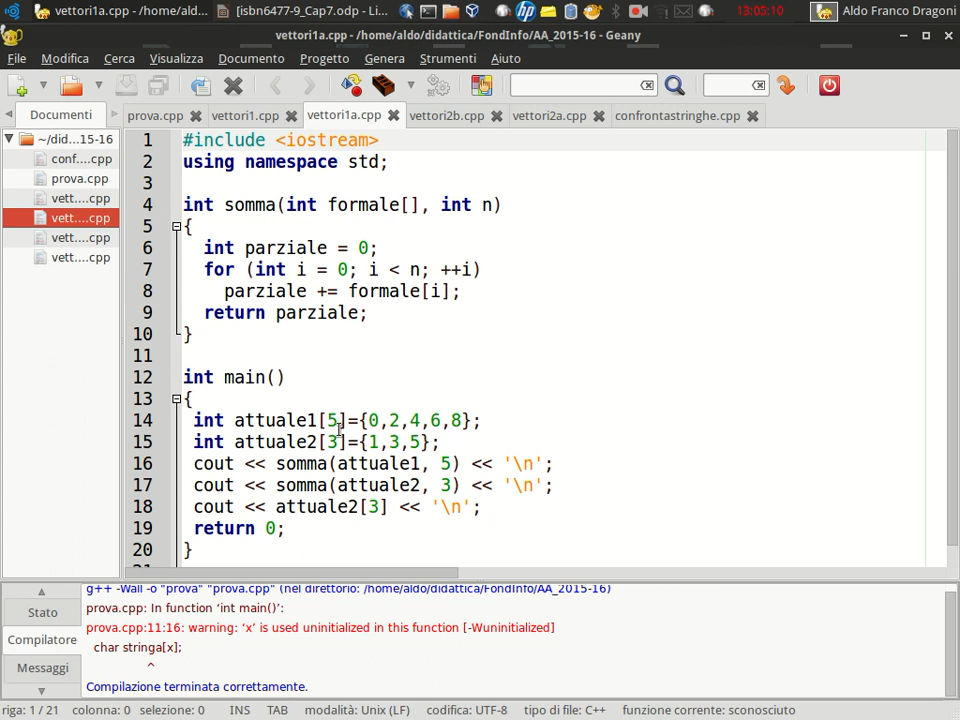 vettori1a.cpp - /home/ald...
[isbn6477-9_Cap7.odp - Li...
13:05:10
Aldo Franco Dragoni
vettori1a.cpp - /home/aldo/didattica/FondInfo/AA_2015-16 - Geany
File Modifica Cerca Visualizza Documento Progetto Genera Strumenti Aiuto
Documenti
prova.cpp vettori1.cpp vettori1a.cpp vettori2b.cpp vettori2a.cpp confrontastringhe.cpp
~/did...15-16
conf....cpp
prova.cpp
vett....cpp
vett....cpp
vett....cpp
vett....cpp
1 #include <iostream>
2 using namespace std;
3
4 int somma(int formale[], int n)
5 {
6 int parziale = 0;
7 for (int i = 0; i < n; ++i)
8 parziale += formale[i];
9 return parziale;
10 }
11
12 int main()
13 {
14 int attuale1[5]={0,2,4,6,8};
15 int attuale2[3]={1,3,5};
16 cout << somma(attuale1, 5) << '\n';
17 cout << somma(attuale2, 3) << '\n';
18 cout << attuale2[3] << '\n';
19 return 0;
20 }
Stato
Compilatore
Messaggi
g++ -Wall -o "prova" "prova.cpp" (nel direttorio: /home/aldo/didattica/FondInfo/AA_2015-16)
prova.cpp: In function ‘int main()’:
prova.cpp:11:16: warning: ‘x’ is used uninitialized in this function [-Wuninitialized]
char stringa[x];
^
Compilazione terminata correttamente.
riga: 1 / 21 colonna: 0 selezione: 0 INS TAB modalità: Unix (LF) codifica: UTF-8 tipo di file: C++ funzione corrente: sconosciuto